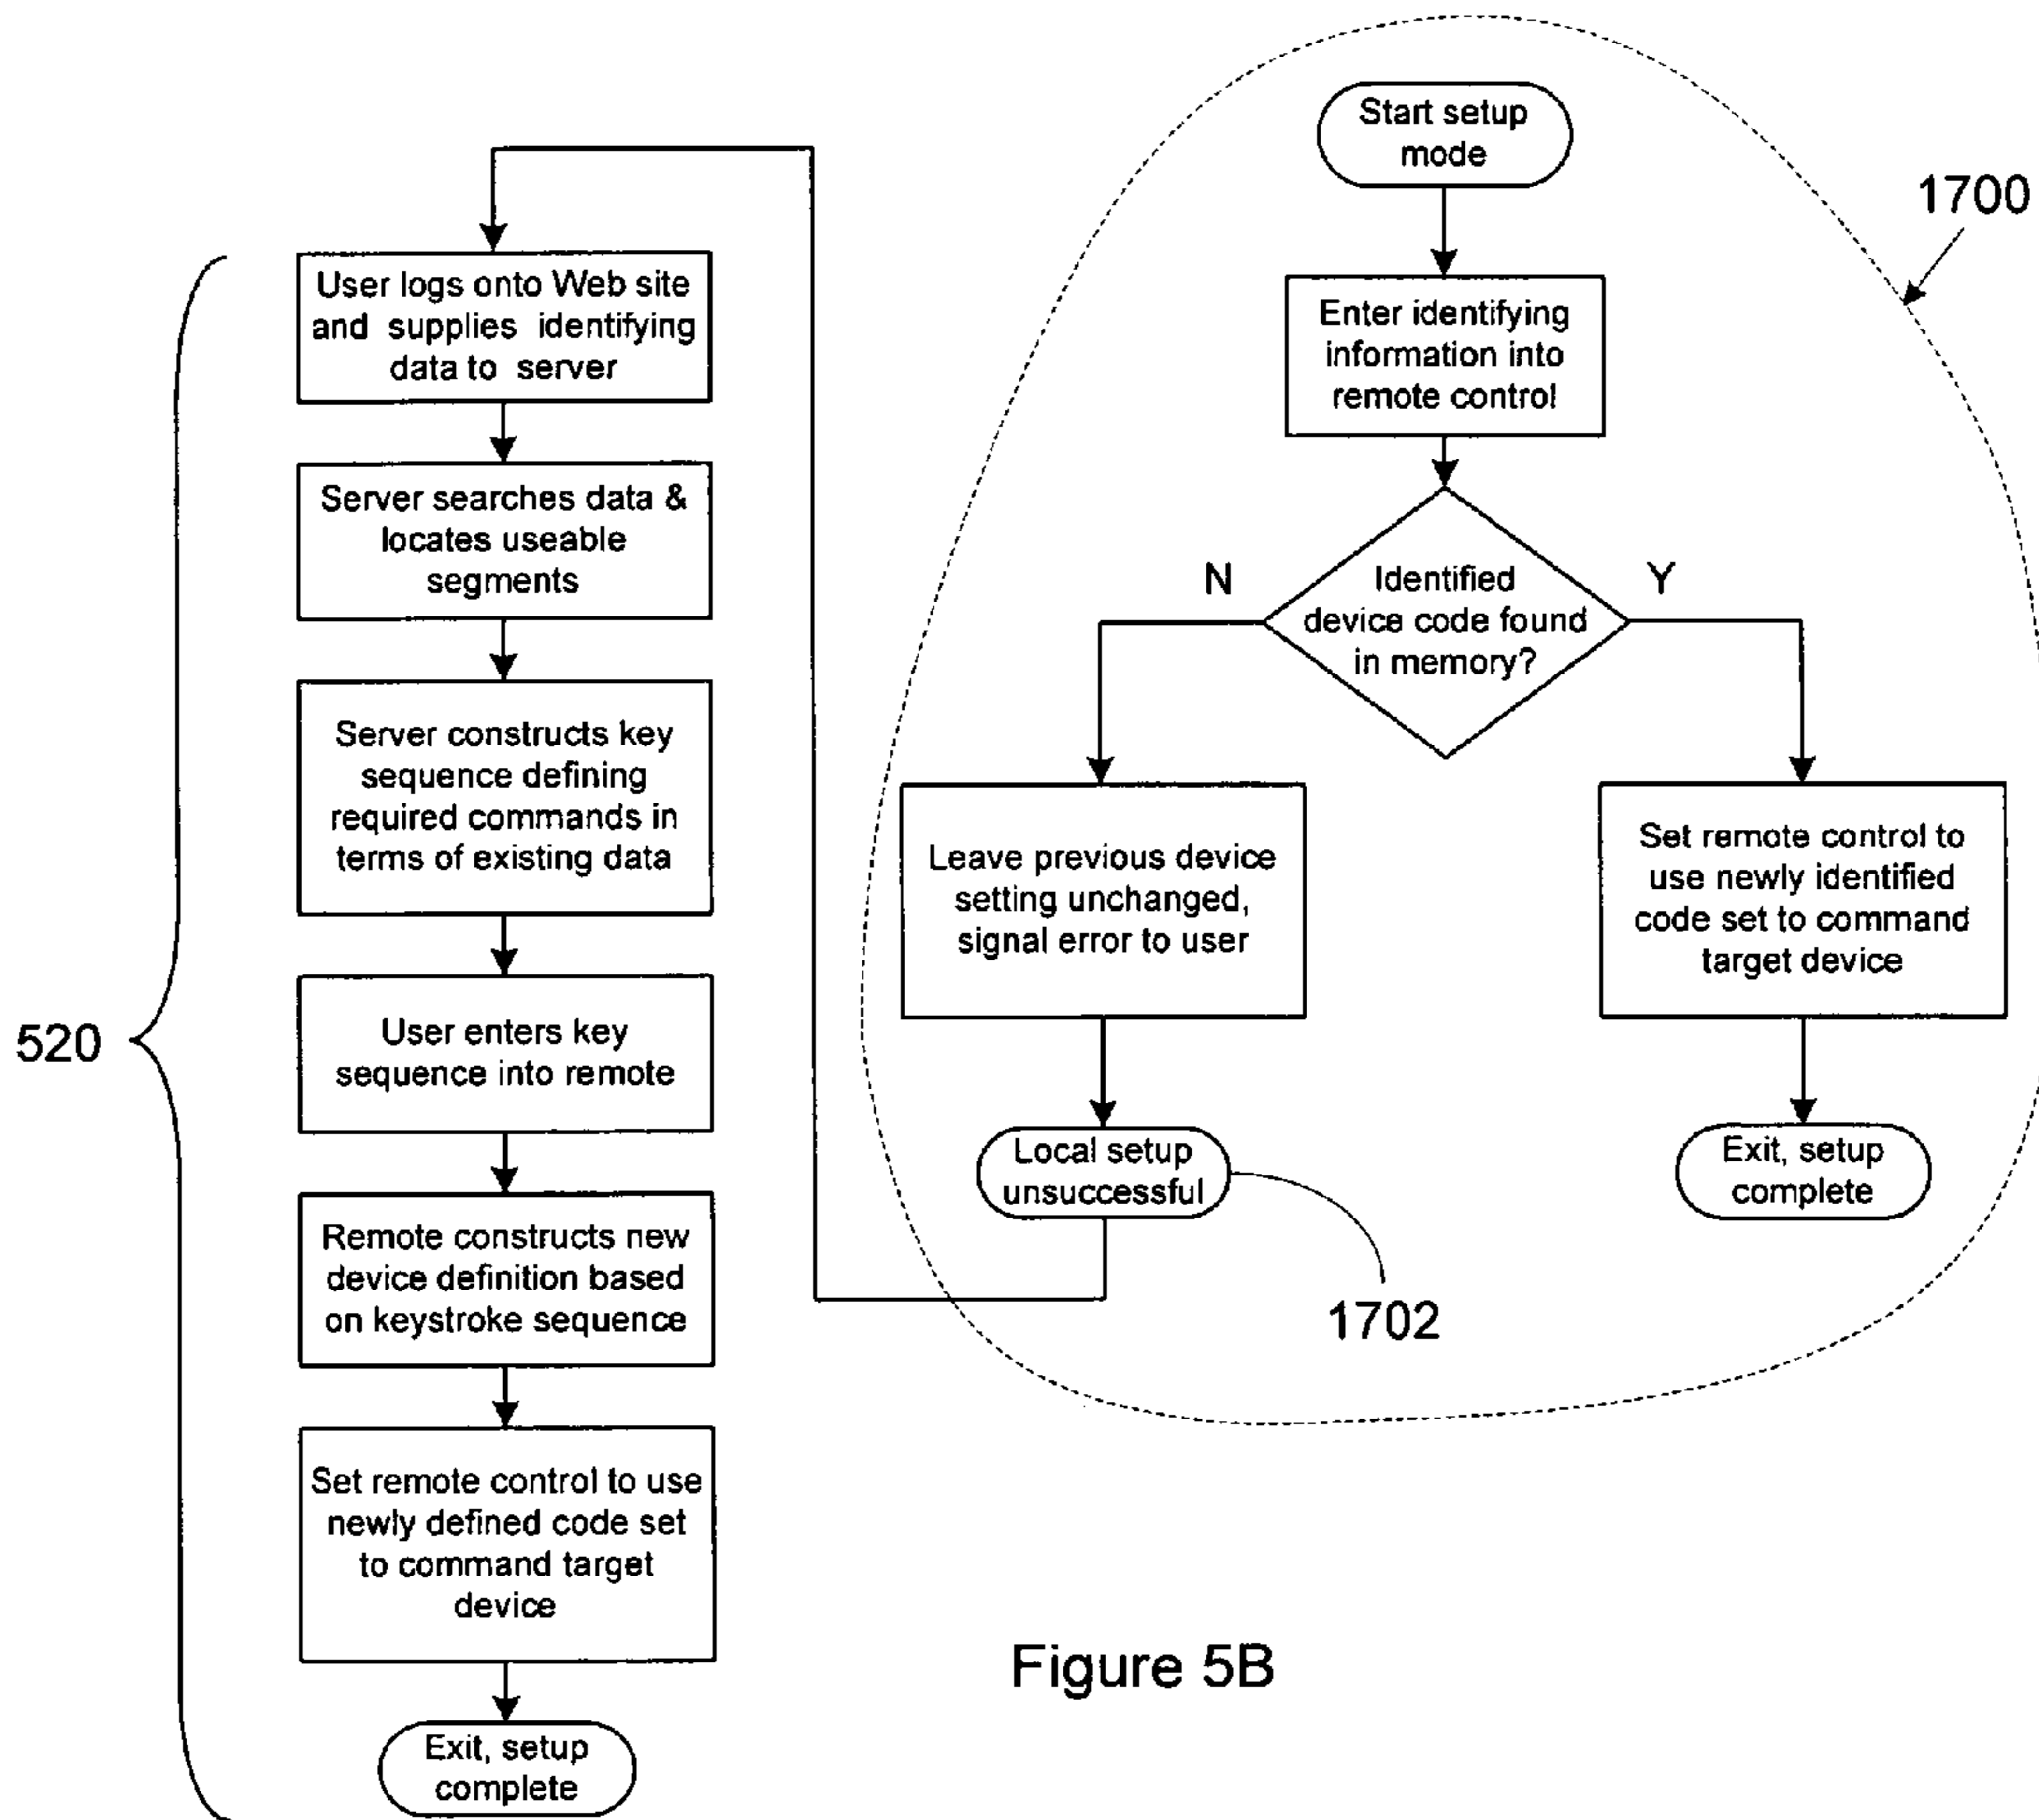 Start setup
mode
1700
Enter identifying
information into
remote control
Identified
device code found
in memory?
N
Y
Leave previous device
setting unchanged,
signal error to user
Set remote control to
use newly identified
code set to command
target device
Local setup
unsuccessful
Exit, setup
complete
1702
520
User logs onto Web site
and supplies identifying
data to server
Server searches data &
locates useable
segments
Server constructs key
sequence defining
required commands in
terms of existing data
User enters key
sequence into remote
Remote constructs new
device definition based
on keystroke sequence
Set remote control to use
newly defined code set
to command target
device
Exit, setup
complete
Figure 5B